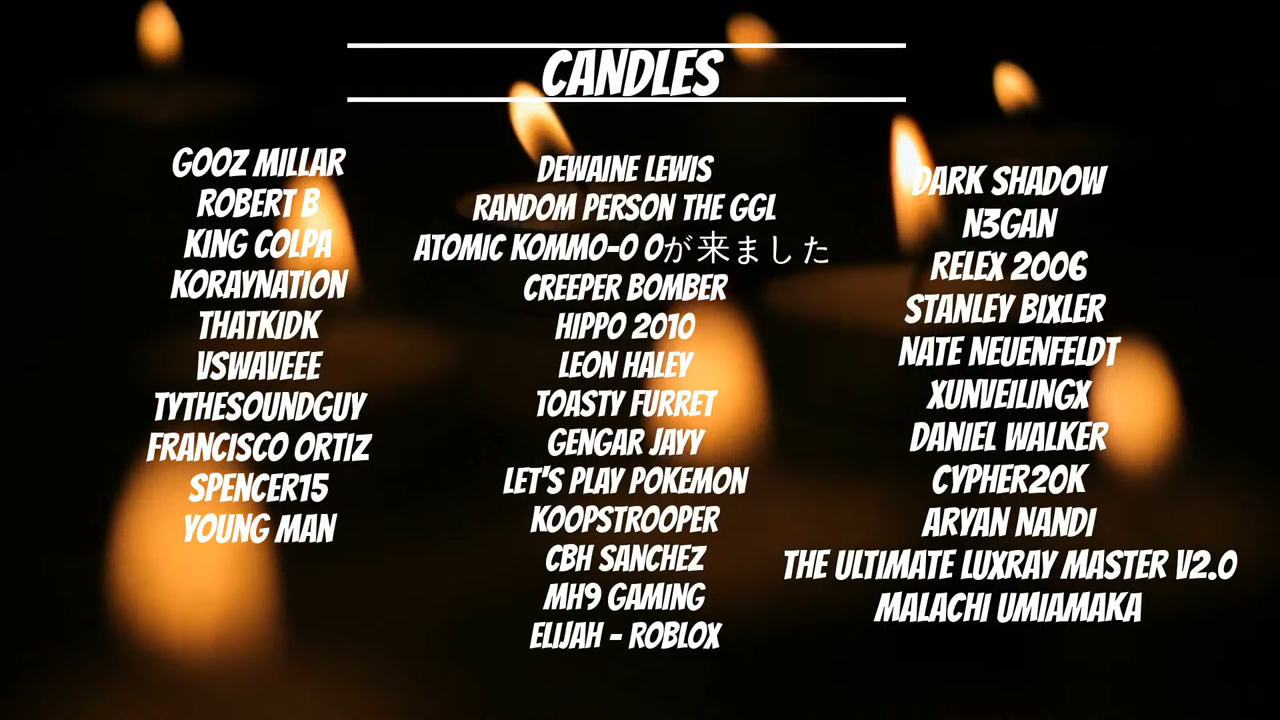 CANDLES
GOOZ MILLAR
ROBERT B
KING COLPA
KORAYNATION
THATKIDK
VSWAVEEE
TYTHESOUNDGUY
FRANCISCO ORTIZ
SPENCER15
YOUNG MAN
DEWAINE LEWIS
RANDOM PERSON THE GGL
ATOMIC KOMMO-O Oが来ました
CREEPER BOMBER
HIPPO 2010
LEON HALEY
TOASTY FURRET
GENGAR JAYY
LET'S PLAY POKEMON
KOOPSTROOPER
CBH SANCHEZ
MH9 GAMING
ELIJAH - ROBLOX
DARK SHADOW
N3GAN
RELEX 2006
STANLEY BIXLER
NATE NEUENFELDT
XUNVEILINGX
DANIEL WALKER
CYPHER20K
ARYAN NANDI
THE ULTIMATE LUXRAY MASTER V2.0
MALACHI UMIAMAKA